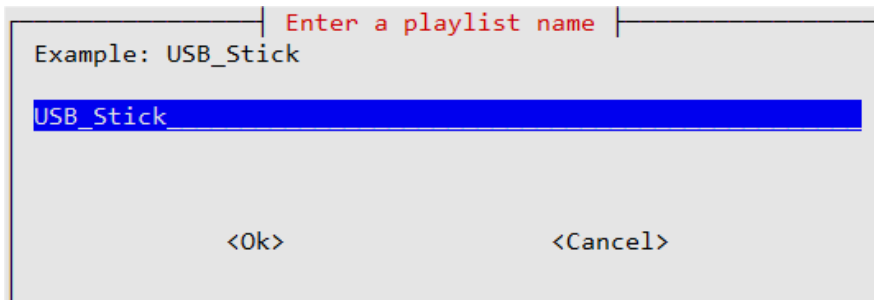 Enter a playlist name
Example: USB_Stick
USB_Stick
<Ok> <Cancel>